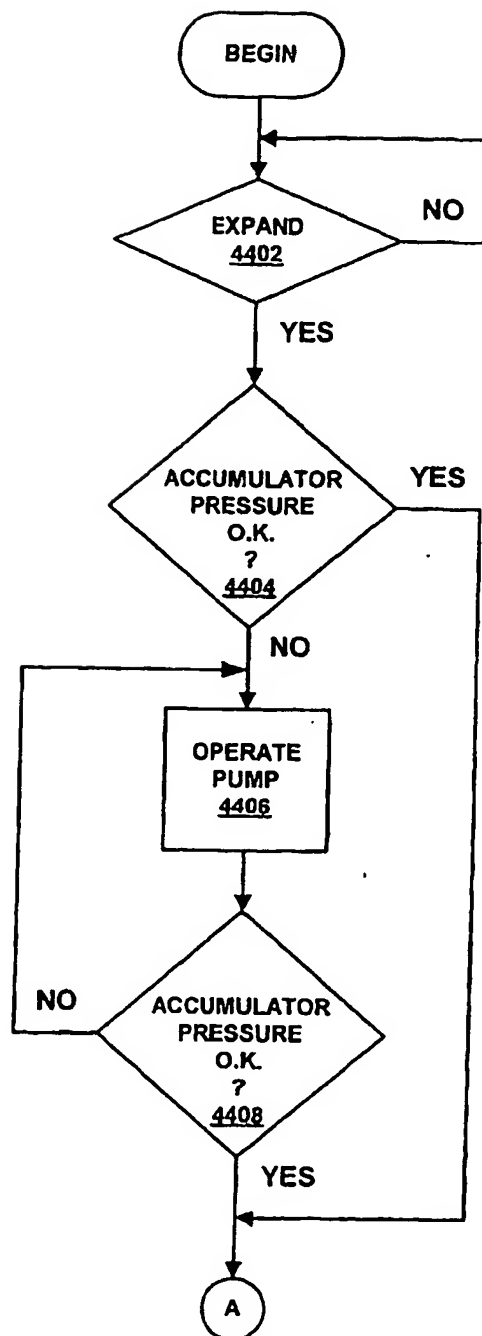 BEGIN
EXPAND
4402
NO
YES
ACCUMULATOR
PRESSURE
O.K.
?
4404
YES
NO
OPERATE
PUMP
4406
ACCUMULATOR
PRESSURE
O.K.
?
4408
NO
YES
A